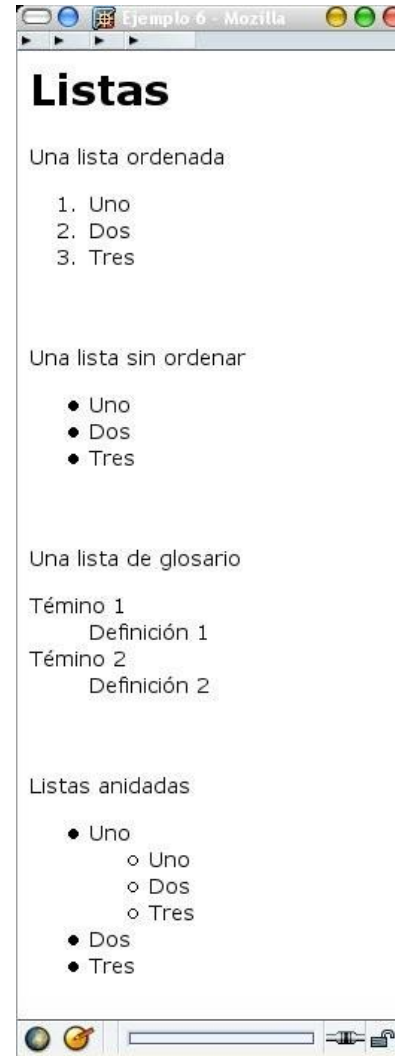 Ejemplo 6 - Mozilla
Listas
Una lista ordenada
1. Uno
2. Dos
3. Tres
Una lista sin ordenar
● Uno
● Dos
● Tres
Una lista de glosario
Témino 1
Definición 1
Témino 2
Definición 2
Listas anidadas
● Uno
○ Uno
○ Dos
○ Tres
● Dos
● Tres